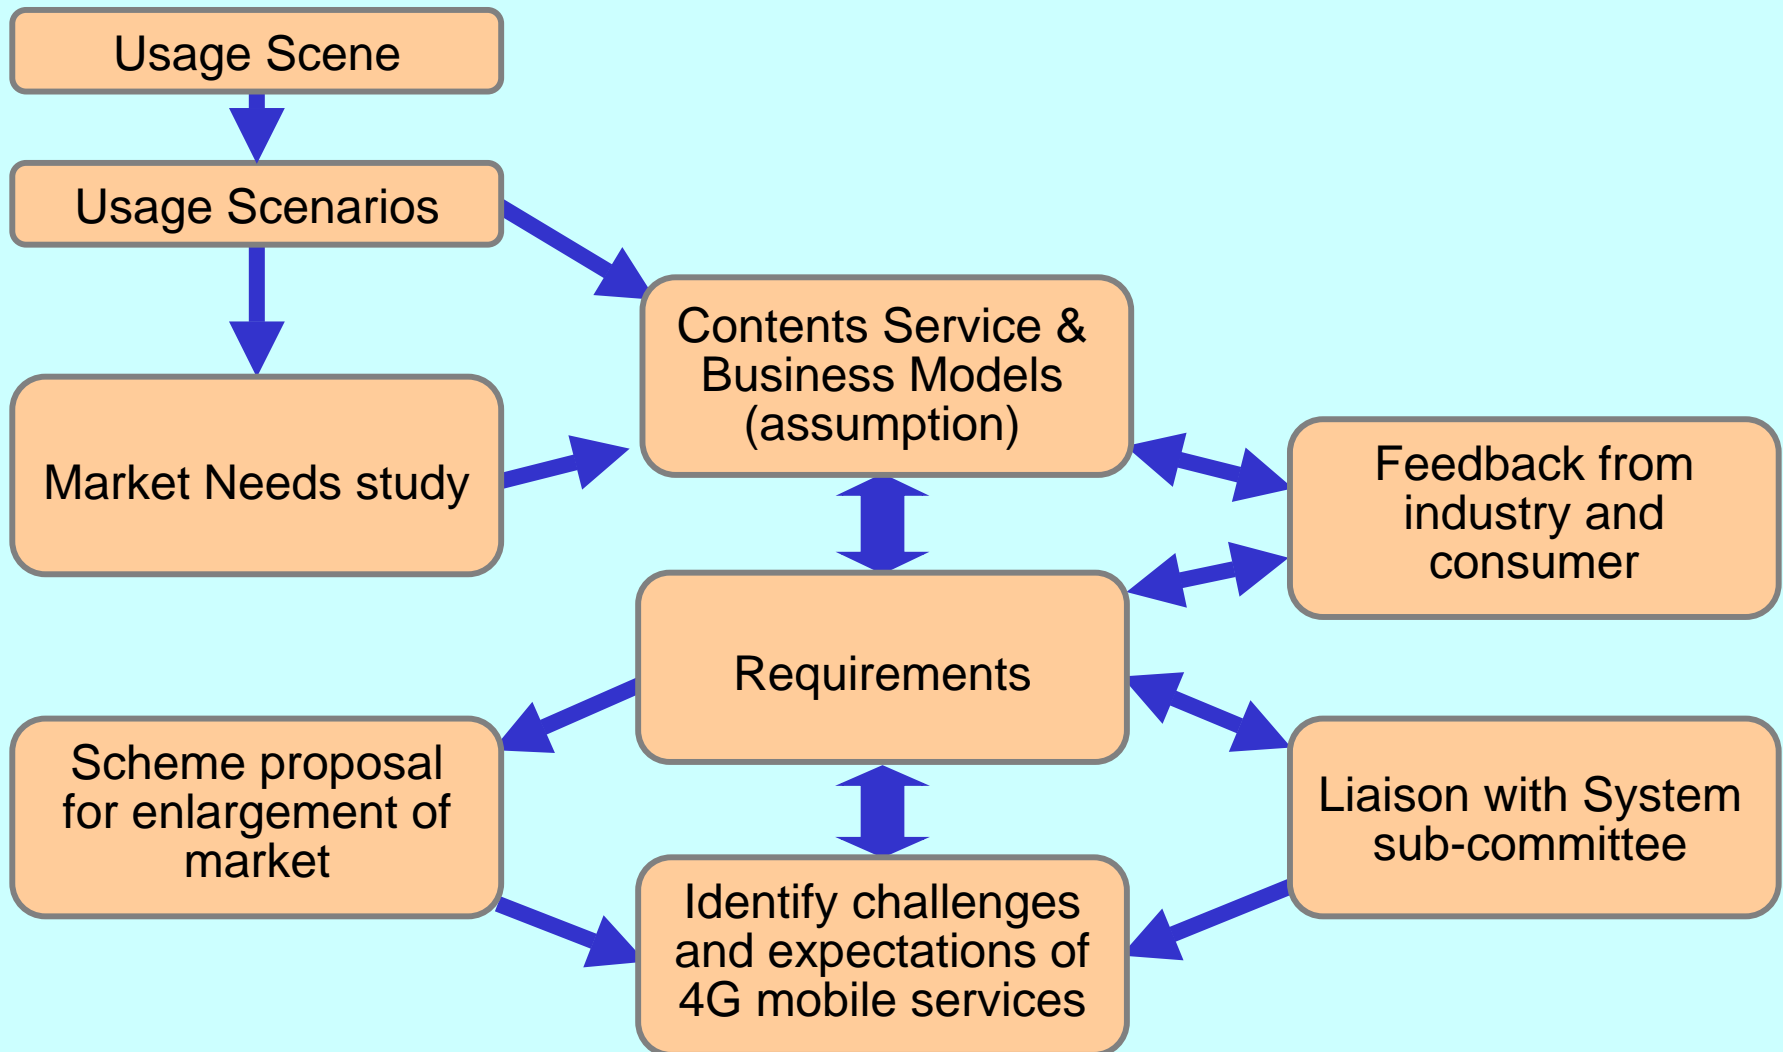 Usage Scene
Usage Scenarios
Contents Service &
Business Models
(assumption)
Market Needs study
Feedback from
industry and
consumer
Requirements
Scheme proposal
for enlargement of
market
Liaison with System
sub-committee
Identify challenges
and expectations of
4G mobile services